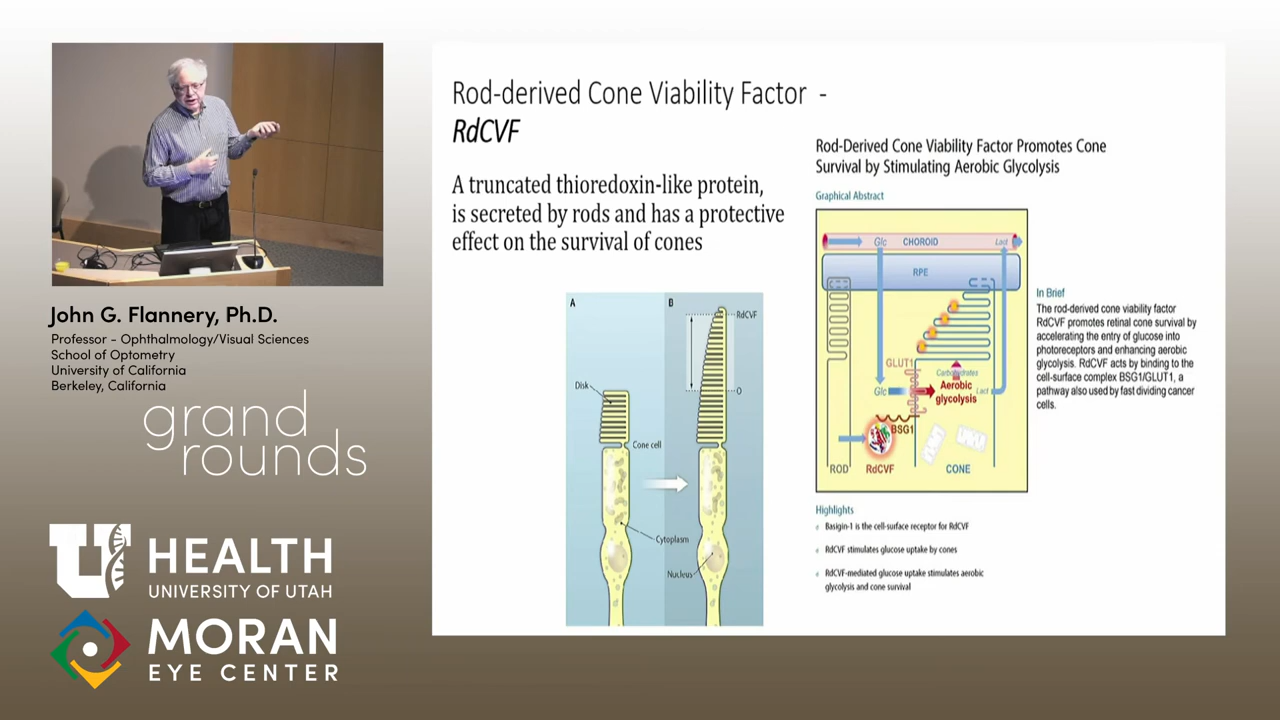 John G. Flannery, Ph.D.
Professor - Ophthalmology/Visual Sciences
School of Optometry
University of California
Berkeley, California
grand
rounds
U
HEALTH
UNIVERSITY OF UTAH
MORAN
EYE CENTER
Rod-derived Cone Viability Factor -
RdCVF
A truncated thioredoxin-like protein,
is secreted by rods and has a protective
effect on the survival of cones
A
B
RdCVF
Disk
0
Cone cell
Cytoplasm
Nucleus
Rod-Derived Cone Viability Factor Promotes Cone
Survival by Stimulating Aerobic Glycolysis
Graphical Abstract
Glc
CHOROID
Lact
RPE
GLUT1
Carbohydrates
Glc
Aerobic
glycolysis
Lact
BSG1
ROD
RdCVF
CONE
In Brief
The rod-derived cone viability factor
RdCVF promotes retinal cone survival by
accelerating the entry of glucose into
photoreceptors and enhancing aerobic
glycolysis. RdCVF acts by binding to the
cell-surface complex BSG1/GLUT1, a
pathway also used by fast dividing cancer
cells.
Highlights
Basigin-1 is the cell-surface receptor for RdCVF
RdCVF stimulates glucose uptake by cones
RdCVF-mediated glucose uptake stimulates aerobic
glycolysis and cone survival